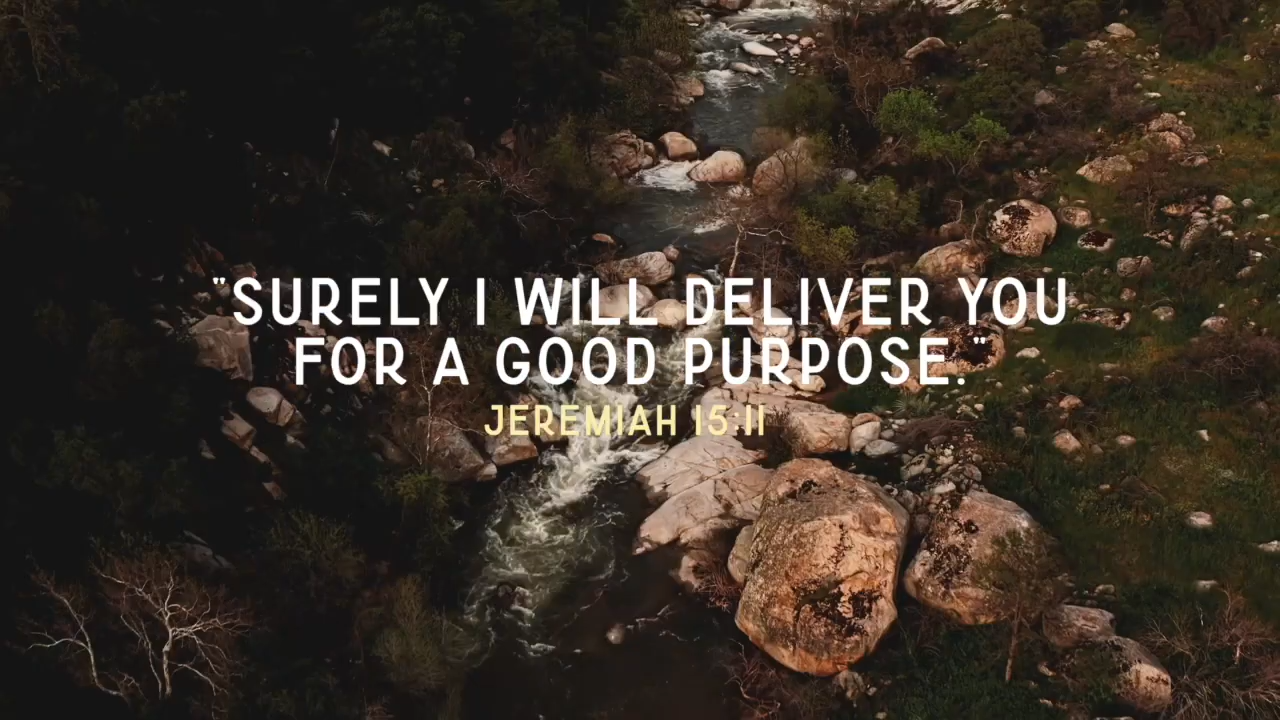 "SURELY I WILL DELIVER YOU
FOR A GOOD PURPOSE."
JEREMIAH 15:11